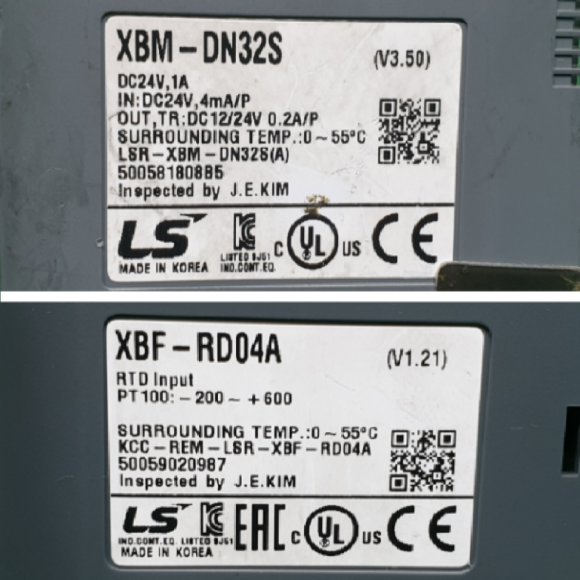 XBM-DN32S (V3.50)
DC24V,1A
IN:DC24V,4mA/P
OUT,TR:DC12/24V 0.2A/P
SURROUNDING TEMP.:0~55°C
LSR-XBM-DN32S(A)
50058180885
Inspected by J.E.KIM
LS C UL US CE
LISTED 9J61
IND.CONT.EQ.
MADE IN KOREA
XBF-RD04A (V1.21)
RTD Input
PT100:-200~+600
SURROUNDING TEMP.:0~55°C
KCC-REM-LSR-XBF-RD04A
50059020987
Inspected by J.E.KIM
LS EAC C UL US CE
IND.CONT.EQ. LISTED 9J61
MADE IN KOREA